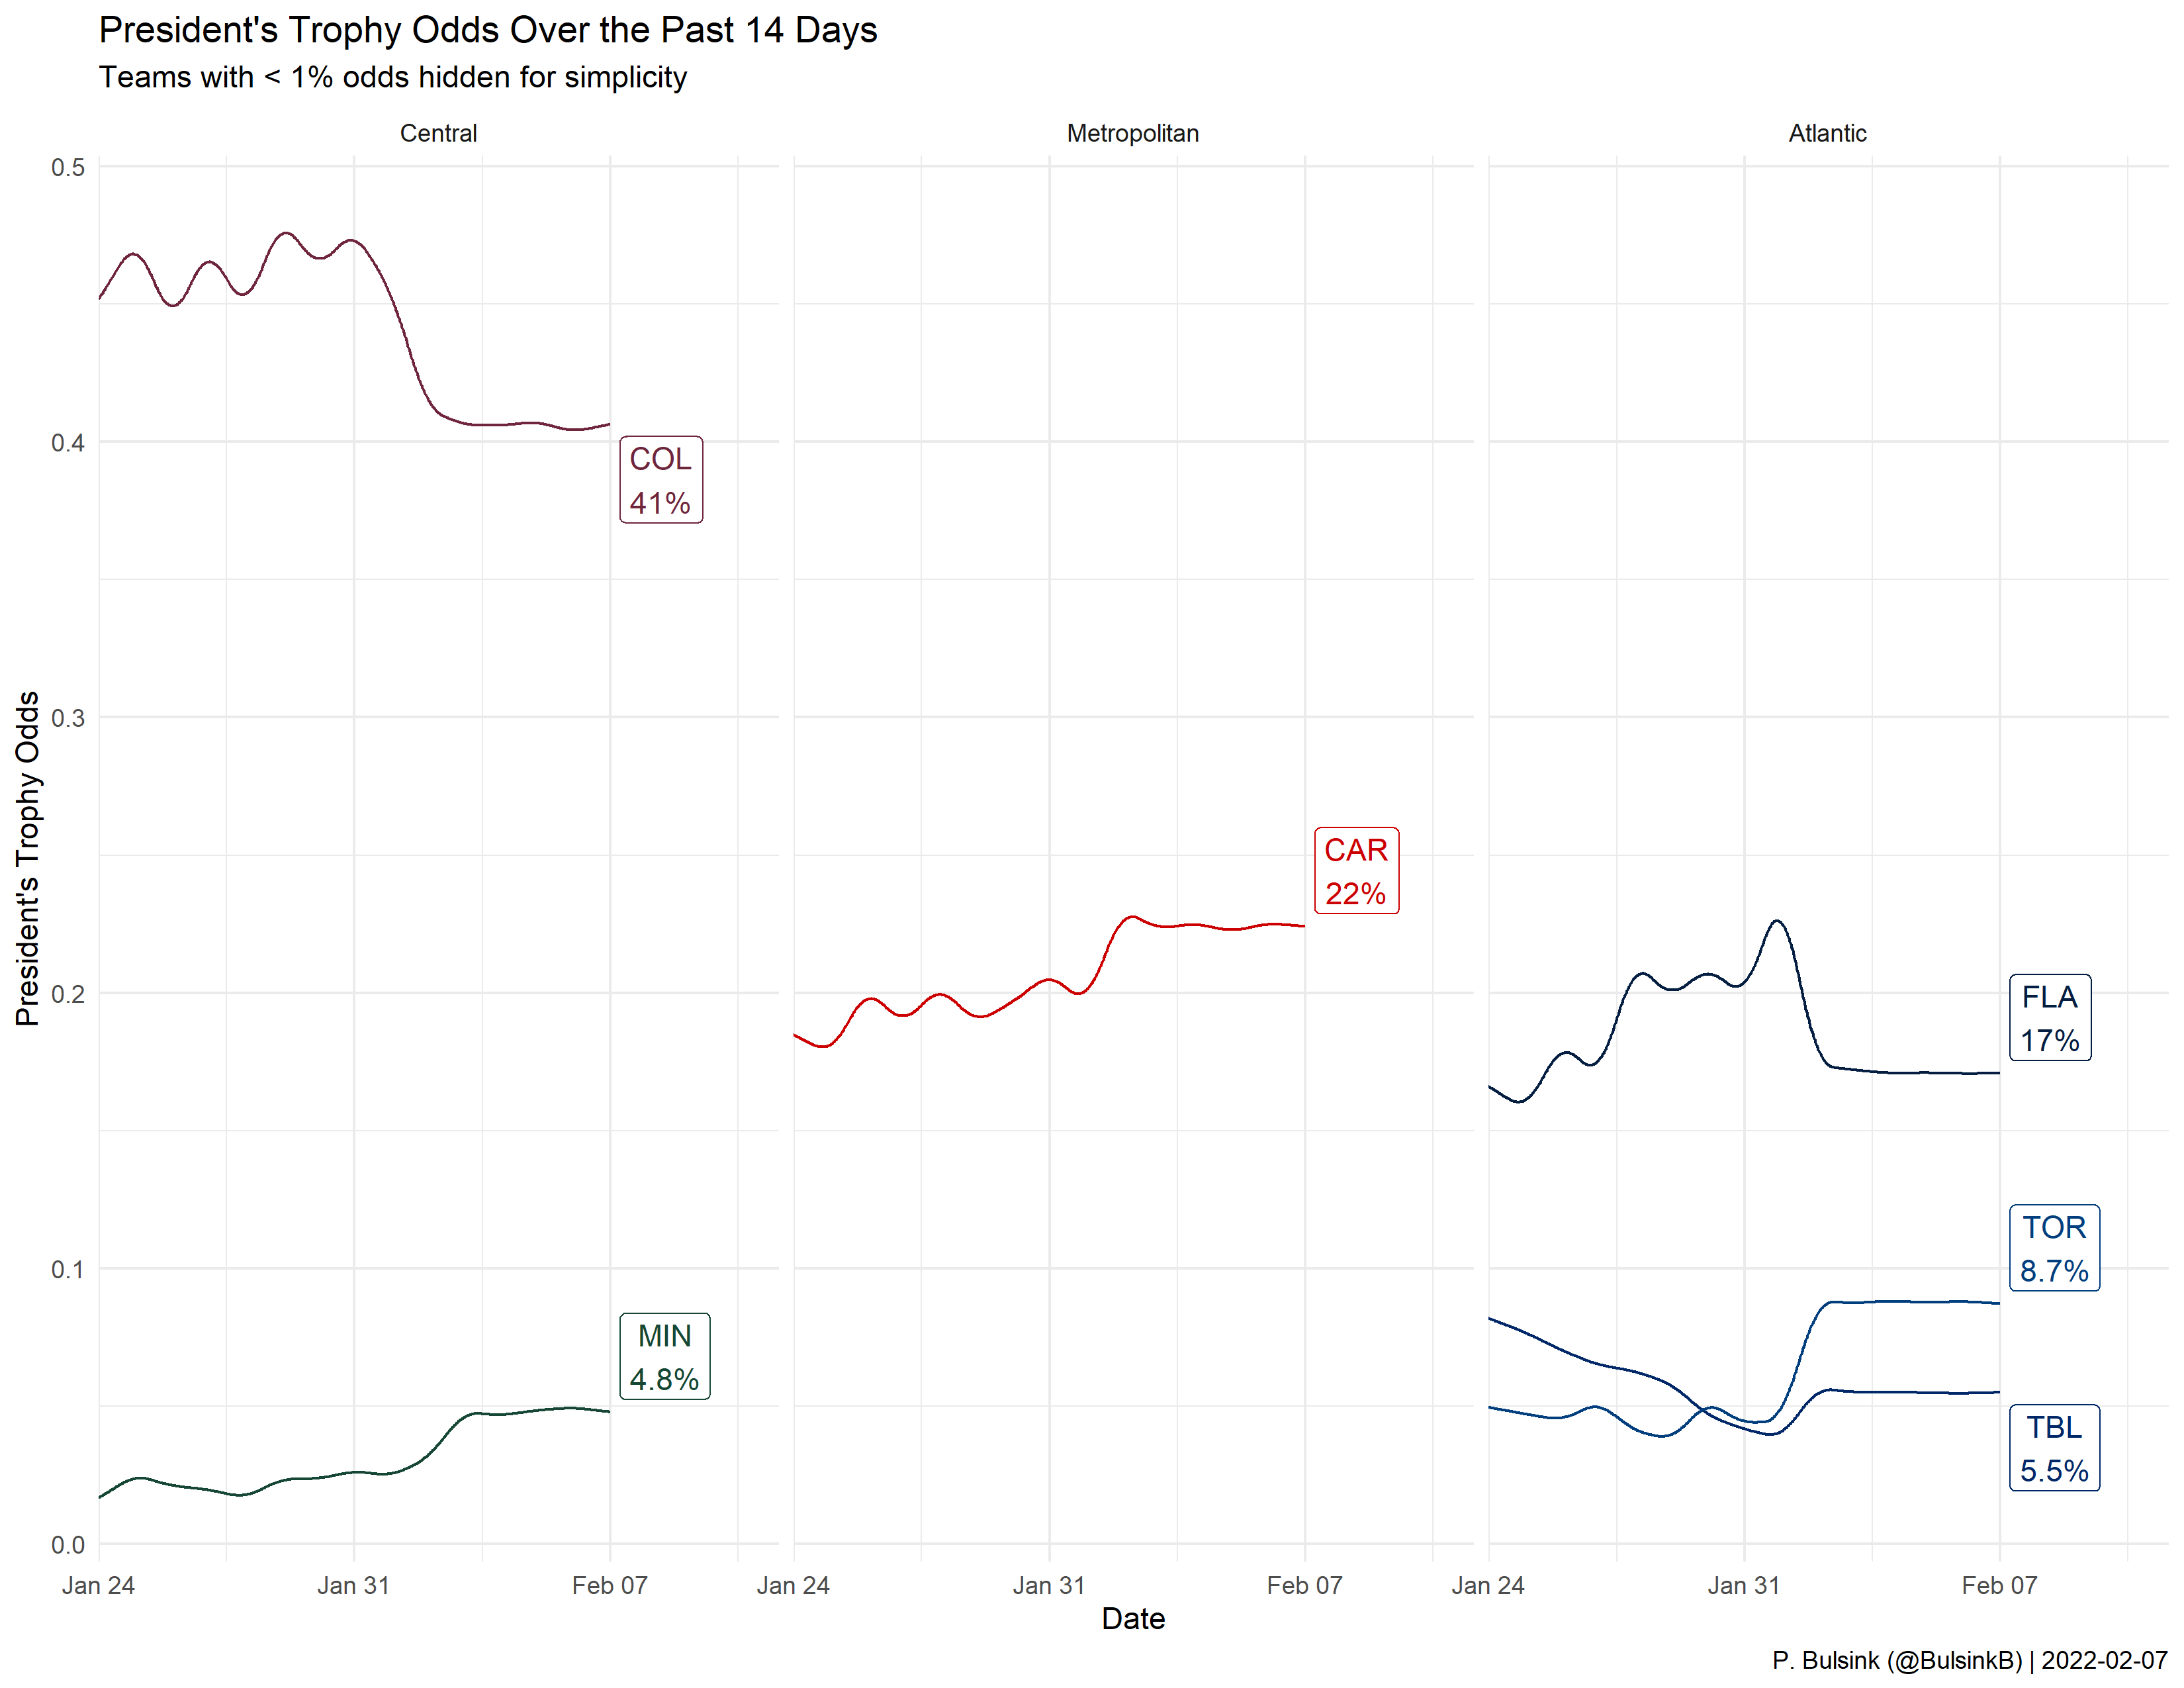 President's Trophy Odds Over the Past 14 Days
Teams with < 1% odds hidden for simplicity
Central
Metropolitan
Atlantic
President's Trophy Odds
0.5
0.4
0.3
0.2
0.1
0.0
COL
41%
MIN
4.8%
CAR
22%
FLA
17%
TOR
8.7%
TBL
5.5%
Jan 24 Jan 31 Feb 07 Jan 24 Jan 31 Feb 07 Jan 24 Jan 31 Feb 07
Date
P. Bulsink (@BulsinkB) | 2022-02-07